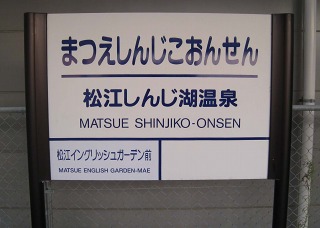 まつえしんじこおんせん
松江しんじ湖温泉
MATSUE SHINJIKO-ONSEN
松江イングリッシュガーデン前
MATSUE ENGLISH GARDEN-MAE